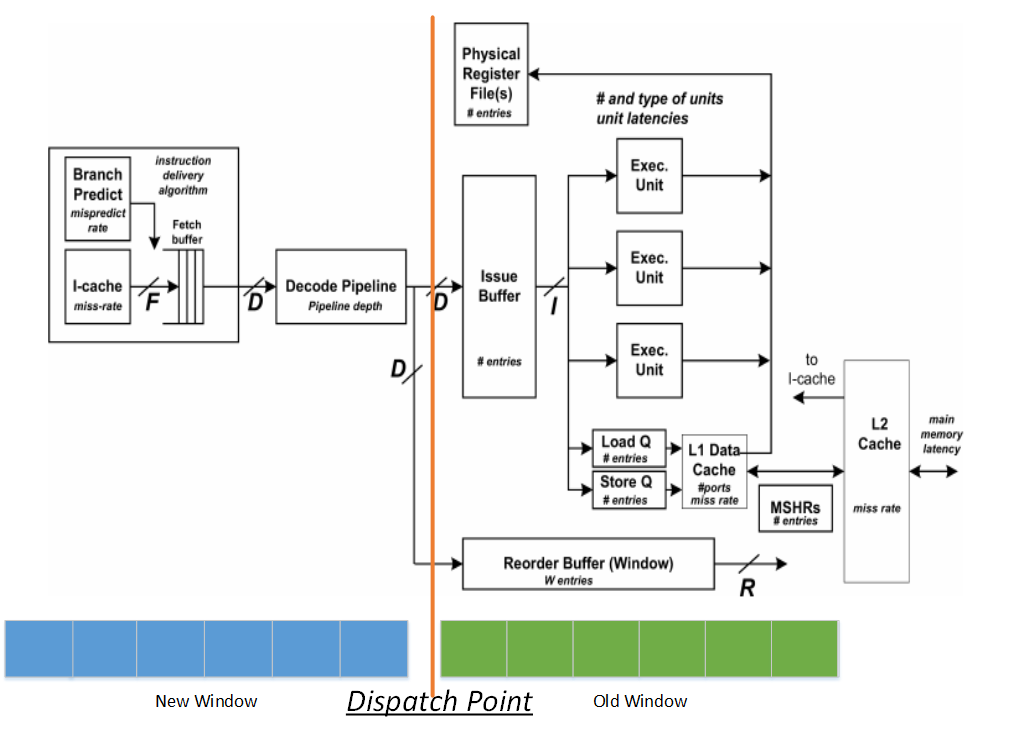 Physical
Register
File(s)
# entries
# and type of units
unit latencies
Branch
Predict
mispredict
rate
instruction
delivery
algorithm
Fetch
buffer
I-cache
miss-rate
F
D
Decode Pipeline
Pipeline depth
D
D
Issue
Buffer
# entries
I
Exec.
Unit
Exec.
Unit
Exec.
Unit
Load Q
# entries
Store Q
# entries
L1 Data
Cache
#ports
miss rate
to
I-cache
MSHRs
# entries
L2
Cache
miss rate
main
memory
latency
Reorder Buffer (Window)
W entries
R
New Window
Dispatch Point
Old Window